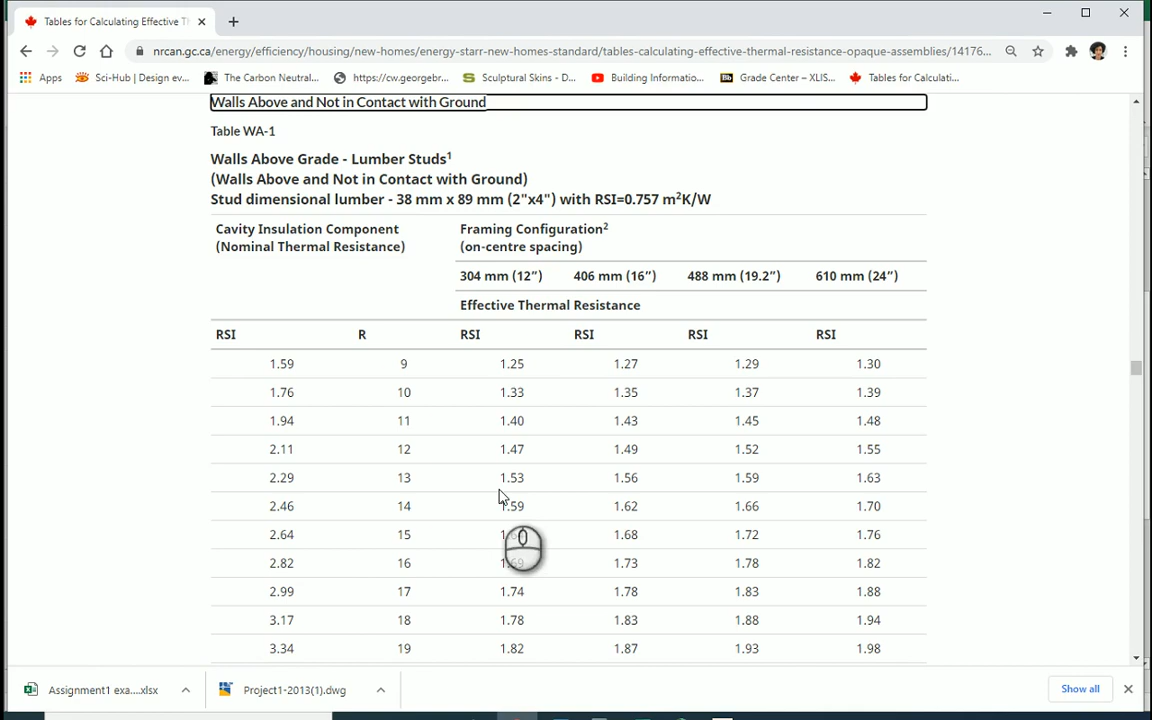 Tables for Calculating Effective T
nrcan.gc.ca/energy/efficiency/housing/new-homes/energy-starr-new-homes-standard/tables-calculating-effective-thermal-resistance-opaque-assemblies/14176...
Apps Sci-Hub | Design ev... The Carbon Neutral... https://cw.georgebr... Sculptural Skins - D... Building Informatio... Bb Grade Center – XLIS... Tables for Calculati...
Walls Above and Not in Contact with Ground
Table WA-1
Walls Above Grade - Lumber Studs¹
(Walls Above and Not in Contact with Ground)
Stud dimensional lumber - 38 mm x 89 mm (2"x4") with RSI=0.757 m²K/W
Cavity Insulation Component Framing Configuration²
(Nominal Thermal Resistance) (on-centre spacing)
304 mm (12") 406 mm (16") 488 mm (19.2") 610 mm (24")
Effective Thermal Resistance
RSI R RSI RSI RSI RSI
1.59 9 1.25 1.27 1.29 1.30
1.76 10 1.33 1.35 1.37 1.39
1.94 11 1.40 1.43 1.45 1.48
2.11 12 1.47 1.49 1.52 1.55
2.29 13 1.53 1.56 1.59 1.63
2.46 14 1.59 1.62 1.66 1.70
2.64 15 1.68 1.72 1.76
2.82 16 1.69 1.73 1.78 1.82
2.99 17 1.74 1.78 1.83 1.88
3.17 18 1.78 1.83 1.88 1.94
3.34 19 1.82 1.87 1.93 1.98
Assignment1 exa....xlsx Project1-2013(1).dwg Show all